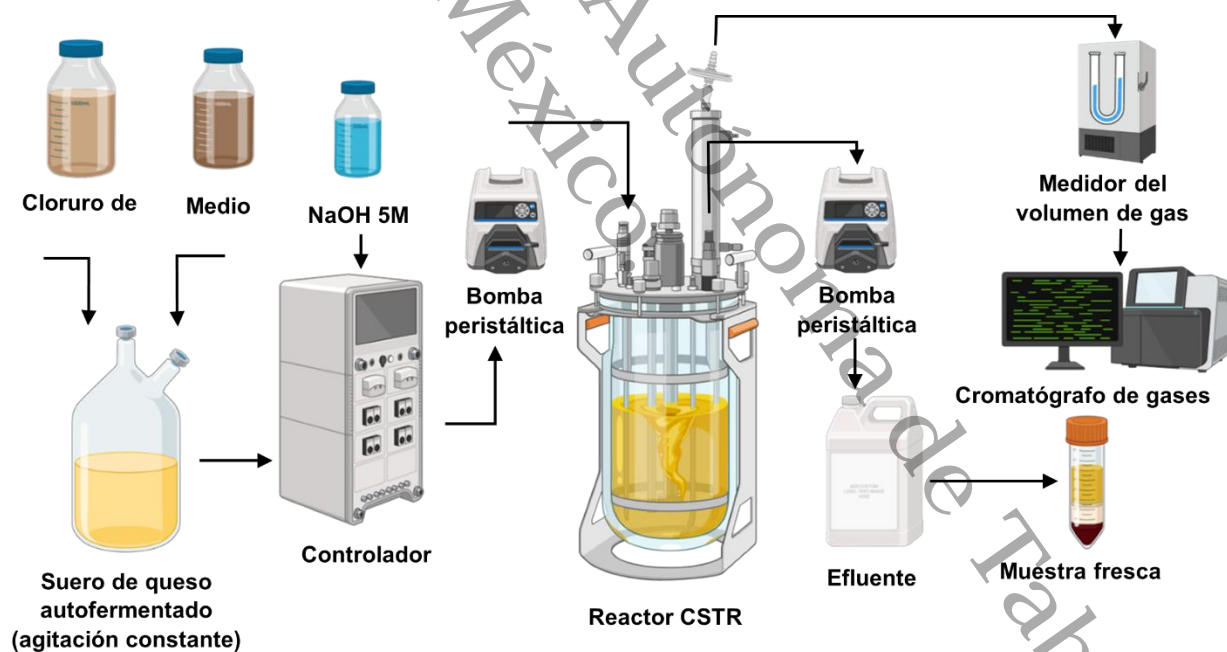 Cloruro de
Medio
NaOH 5M
Bomba
peristáltica
Bomba
peristáltica
Medidor del
volumen de gas
Cromatógrafo de gases
Controlador
Suero de queso
autofermentado
(agitación constante)
Reactor CSTR
Efluente
Muestra fresca
Autónoma de Tab
México.